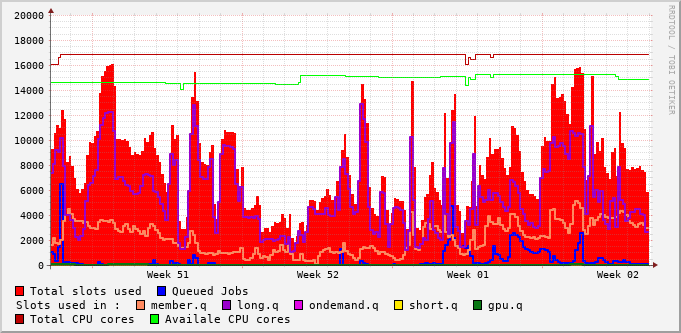 20000
18000
16000
14000
12000
10000
8000
6000
4000
2000
0
Week 51 Week 52 Week 01 Week 02
RRDTOOL / TOBI OETIKER
Total slots used Queued Jobs
Slots used in : member.q long.q ondemand.q short.q gpu.q
Total CPU cores Availale CPU cores